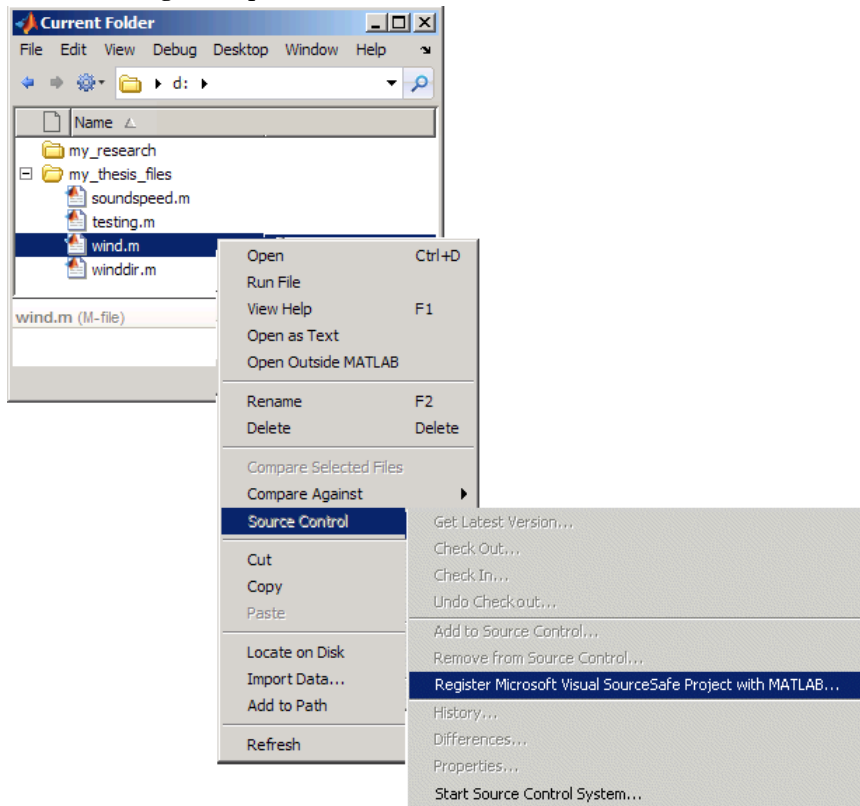 Current Folder
File Edit View Debug Desktop Window Help
d:
Name
my_research
my_thesis_files
soundspeed.m
testing.m
wind.m
winddir.m
wind.m (M-file)
Open Ctrl+D
Run File
View Help F1
Open as Text
Open Outside MATLAB
Rename F2
Delete Delete
Compare Selected Files
Compare Against
Source Control
Cut
Copy
Paste
Locate on Disk
Import Data...
Add to Path
Refresh
Get Latest Version...
Check Out...
Check In...
Undo Checkout...
Add to Source Control...
Remove from Source Control...
Register Microsoft Visual SourceSafe Project with MATLAB...
History...
Differences...
Properties...
Start Source Control System...